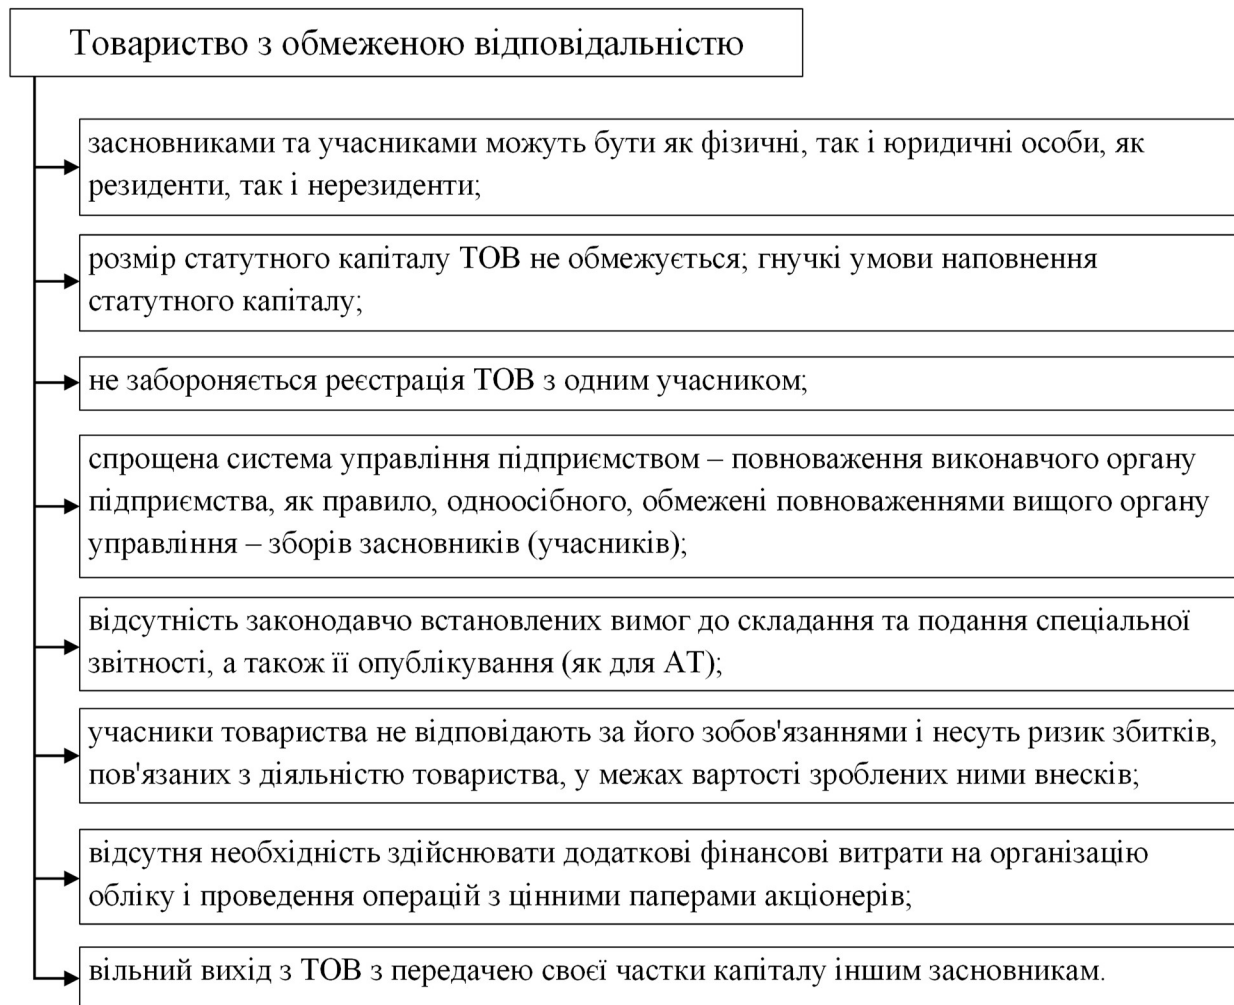 Товариство з обмеженою відповідальністю
засновниками та учасниками можуть бути як фізичні, так і юридичні особи, як
резиденти, так і нерезиденти;
розмір статутного капіталу ТОВ не обмежується; гнучкі умови наповнення
статутного капіталу;
не забороняється реєстрація ТОВ з одним учасником;
спрощена система управління підприємством – повноваження виконавчого органу
підприємства, як правило, одноосібного, обмежені повноваженнями вищого органу
управління – зборів засновників (учасників);
відсутність законодавчо встановлених вимог до складання та подання спеціальної
звітності, а також її опублікування (як для АТ);
учасники товариства не відповідають за його зобов'язаннями і несуть ризик збитків,
пов'язаних з діяльністю товариства, у межах вартості зроблених ними внесків;
відсутня необхідність здійснювати додаткові фінансові витрати на організацію
обліку і проведення операцій з цінними паперами акціонерів;
вільний вихід з ТОВ з передачею своєї частки капіталу іншим засновникам.